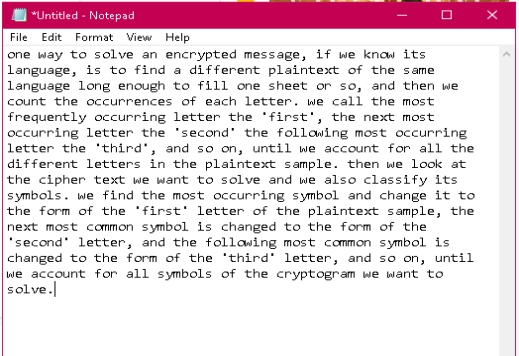 *Untitled - Notepad
File Edit Format View Help
one way to solve an encrypted message, if we know its
language, is to find a different plaintext of the same
language long enough to fill one sheet or so, and then we
count the occurrences of each letter. we call the most
frequently occurring letter the 'first', the next most
occurring letter the 'second' the following most occurring
letter the 'third', and so on, until we account for all the
different letters in the plaintext sample. then we look at
the cipher text we want to solve and we also classify its
symbols. we find the most occurring symbol and change it to
the form of the 'first' letter of the plaintext sample, the
next most common symbol is changed to the form of the
'second' letter, and the following most common symbol is
changed to the form of the 'third' letter, and so on, until
we account for all symbols of the cryptogram we want to
solve.